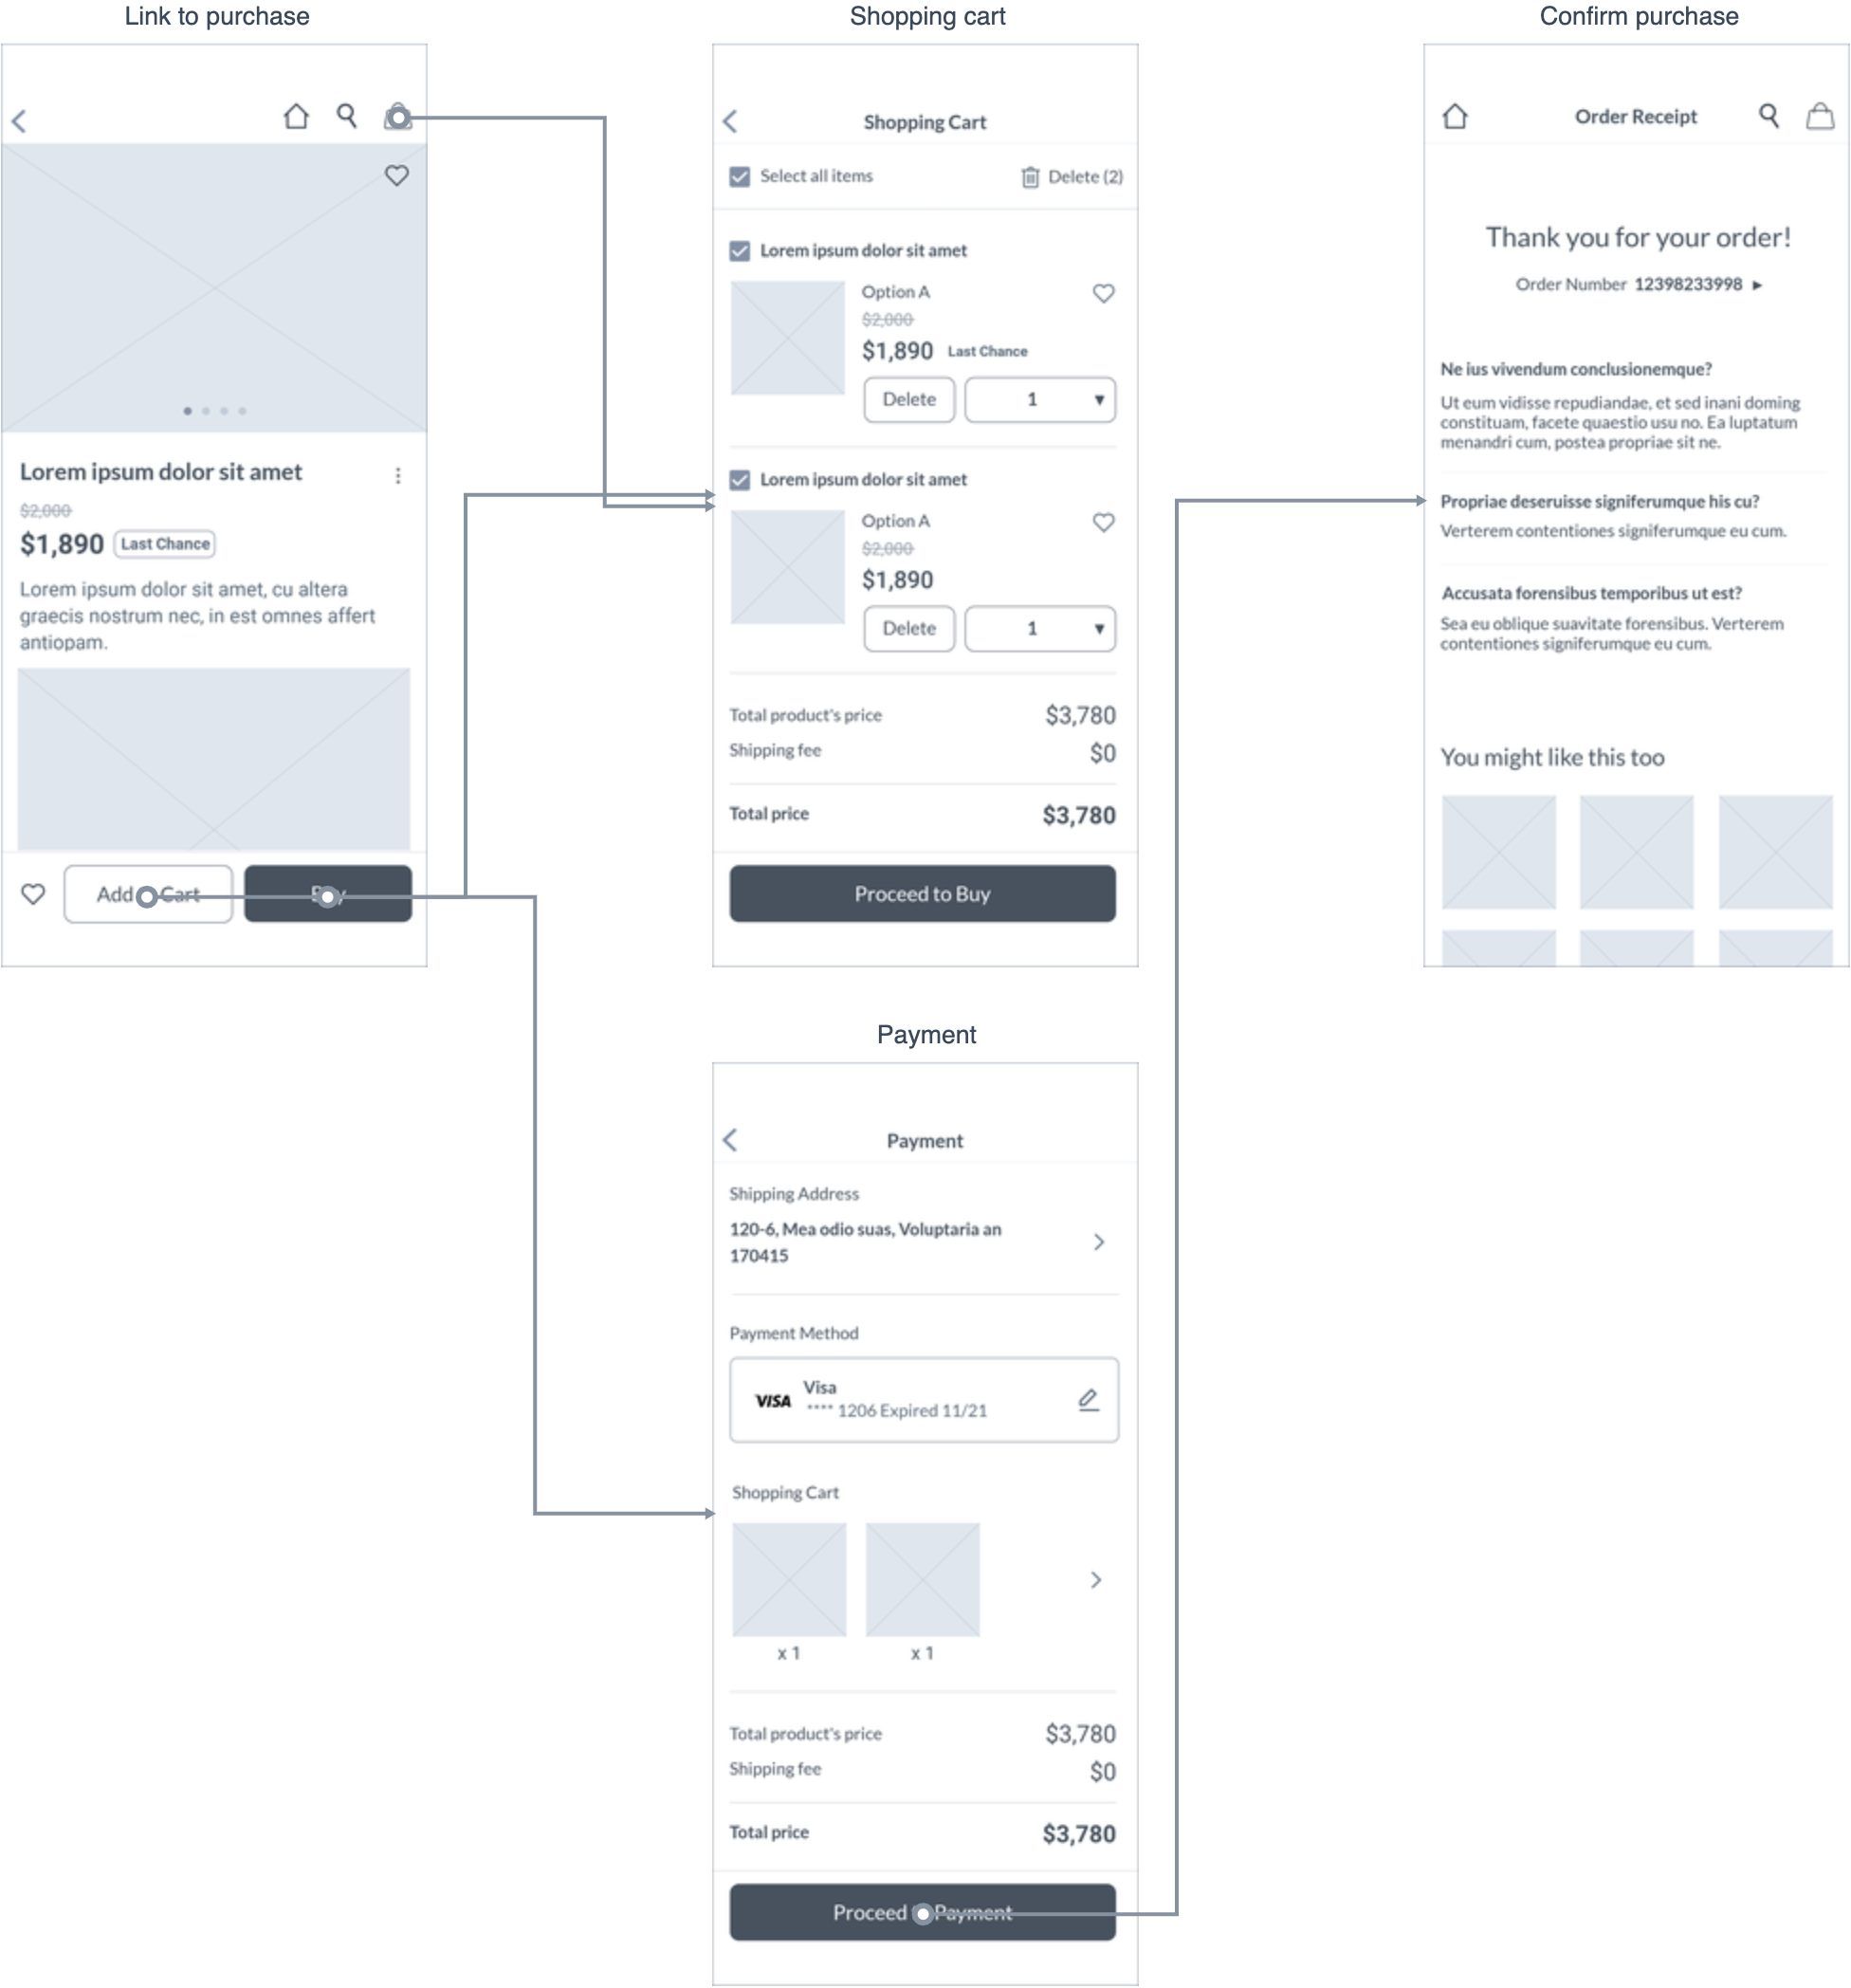 Link to purchase
Lorem ipsum dolor sit amet
$2,000
$1,890 Last Chance
Lorem ipsum dolor sit amet, cu altera
graecis nostrum nec, in est omnes affert
antiopam.
Add Cart
Shopping cart
Shopping Cart
Select all items Delete (2)
Lorem ipsum dolor sit amet
Option A
$2,000
$1,890 Last Chance
Delete 1
Lorem ipsum dolor sit amet
Option A
$2,000
$1,890
Delete 1
Total product's price $3,780
Shipping fee $0
Total price $3,780
Proceed to Buy
Payment
Payment
Shipping Address
120-6, Mea odio suas, Voluptaria an
170415
Payment Method
VISA Visa
**** 1206 Expired 11/21
Shopping Cart
x 1 x 1
Total product's price $3,780
Shipping fee $0
Total price $3,780
Proceed Payment
Confirm purchase
Order Receipt
Thank you for your order!
Order Number 12398233998
Ne ius vivendum conclusionemque?
Ut eum vidisse repudiandae, et sed inani doming
constituam, facete quaestio usu no. Ea luptatum
menandri cum, postea propriae sit ne.
Propriae deseruisse signiferumque his cu?
Verterem contentiones signiferumque eu cum.
Accusata forensibus temporibus ut est?
Sea eu oblique suavitate forensibus. Verterem
contentiones signiferumque eu cum.
You might like this too